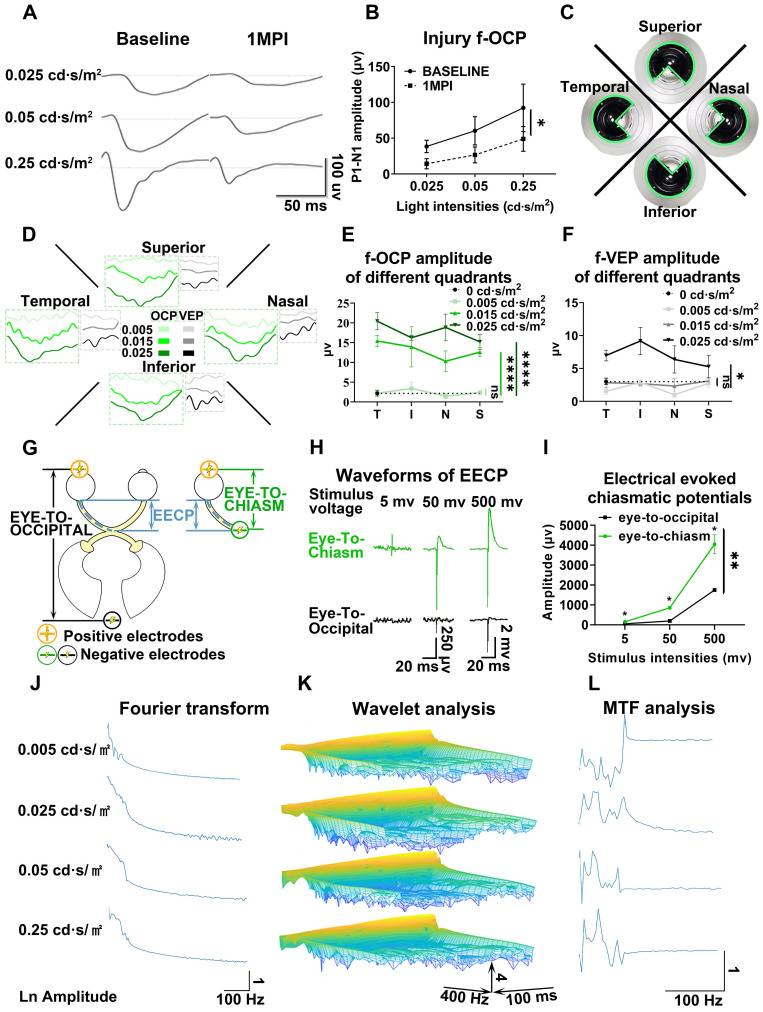 A
Baseline
1MPI
0.025 cd·s/m²
0.05 cd·s/m²
0.25 cd·s/m²
100 uv
50 ms
B
Injury f-OCP
BASELINE
1MPI
P1-N1 amplitude (μv)
150
100
50
0
*
0.025
0.05
0.25
Light intensities (cd·s/m²)
C
Superior
Temporal
Nasal
Inferior
D
Superior
Temporal
Nasal
OCP VEP
0.005
0.015
0.025
Inferior
E
f-OCP amplitude
of different quadrants
0 cd·s/m²
0.005 cd·s/m²
0.015 cd·s/m²
0.025 cd·s/m²
μv
25
20
15
10
5
0
T I N S
ns
****
****
F
f-VEP amplitude
of different quadrants
0 cd·s/m²
0.005 cd·s/m²
0.015 cd·s/m²
0.025 cd·s/m²
μv
15
10
5
0
T I N S
ns
*
G
EYE-TO-
OCCIPITAL
EECP
EYE-TO-
CHIASM
Positive electrodes
Negative electrodes
H
Waveforms of EECP
Stimulus
voltage
5 mv 50 mv 500 mv
Eye-To-
Chiasm
Eye-To-
Occipital
250 μv
20 ms
2 mv
20 ms
I
Electrical evoked
chiasmatic potentials
eye-to-occipital
eye-to-chiasm
Amplitude (μv)
5000
4000
3000
2000
1000
0
*
*
*
**
5
50
500
Stimulus intensities (mv)
J
Fourier transform
0.005 cd·s/㎡
0.025 cd·s/㎡
0.05 cd·s/㎡
0.25 cd·s/㎡
Ln Amplitude
1
100 Hz
K
Wavelet analysis
4
400 Hz
100 ms
L
MTF analysis
1
100 Hz